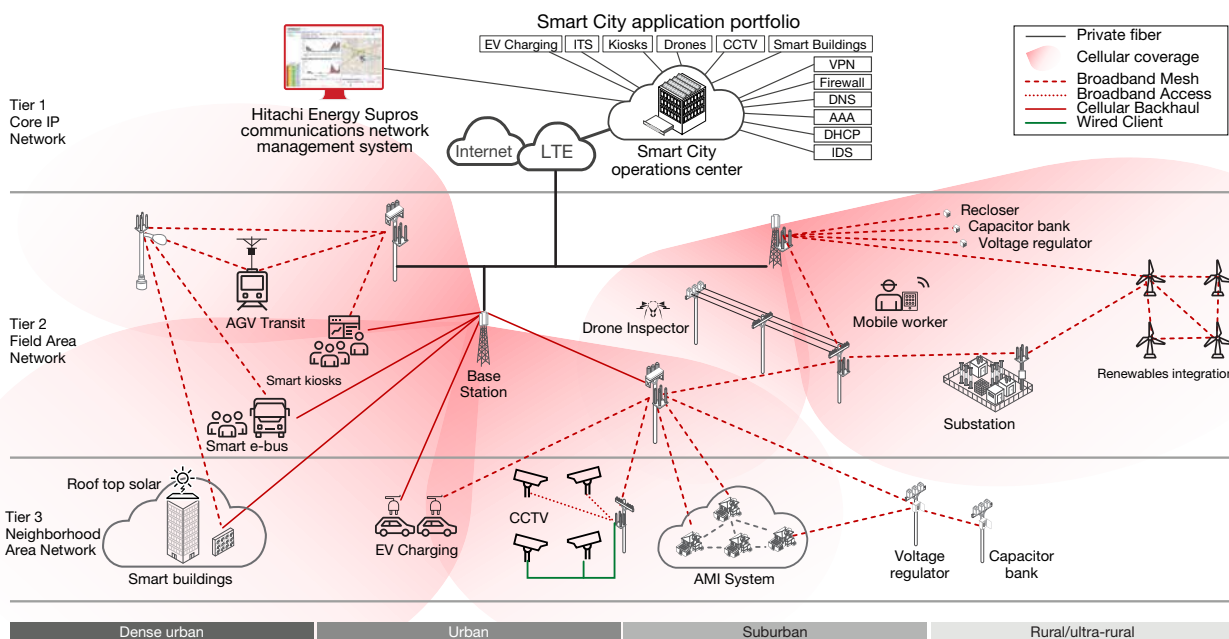 Smart City application portfolio
EV Charging
ITS
Kiosks
Drones
CCTV
Smart Buildings
VPN
Firewall
DNS
AAA
DHCP
IDS
Private fiber
Cellular coverage
Broadband Mesh
Broadband Access
Cellular Backhaul
Wired Client
Tier 1
Core IP
Network
Hitachi Energy Supros
communications network
management system
Internet
LTE
Smart City
operations center
Recloser
Capacitor bank
Voltage regulator
AGV Transit
Tier 2
Field Area
Network
Smart kiosks
Base
Station
Drone Inspector
Mobile worker
Renewables integration
Substation
Smart e-bus
Roof top solar
Tier 3
Neighborhood
Area Network
Smart buildings
EV Charging
CCTV
AMI System
Voltage
regulator
Capacitor
bank
Dense urban
Urban
Suburban
Rural/ultra-rural